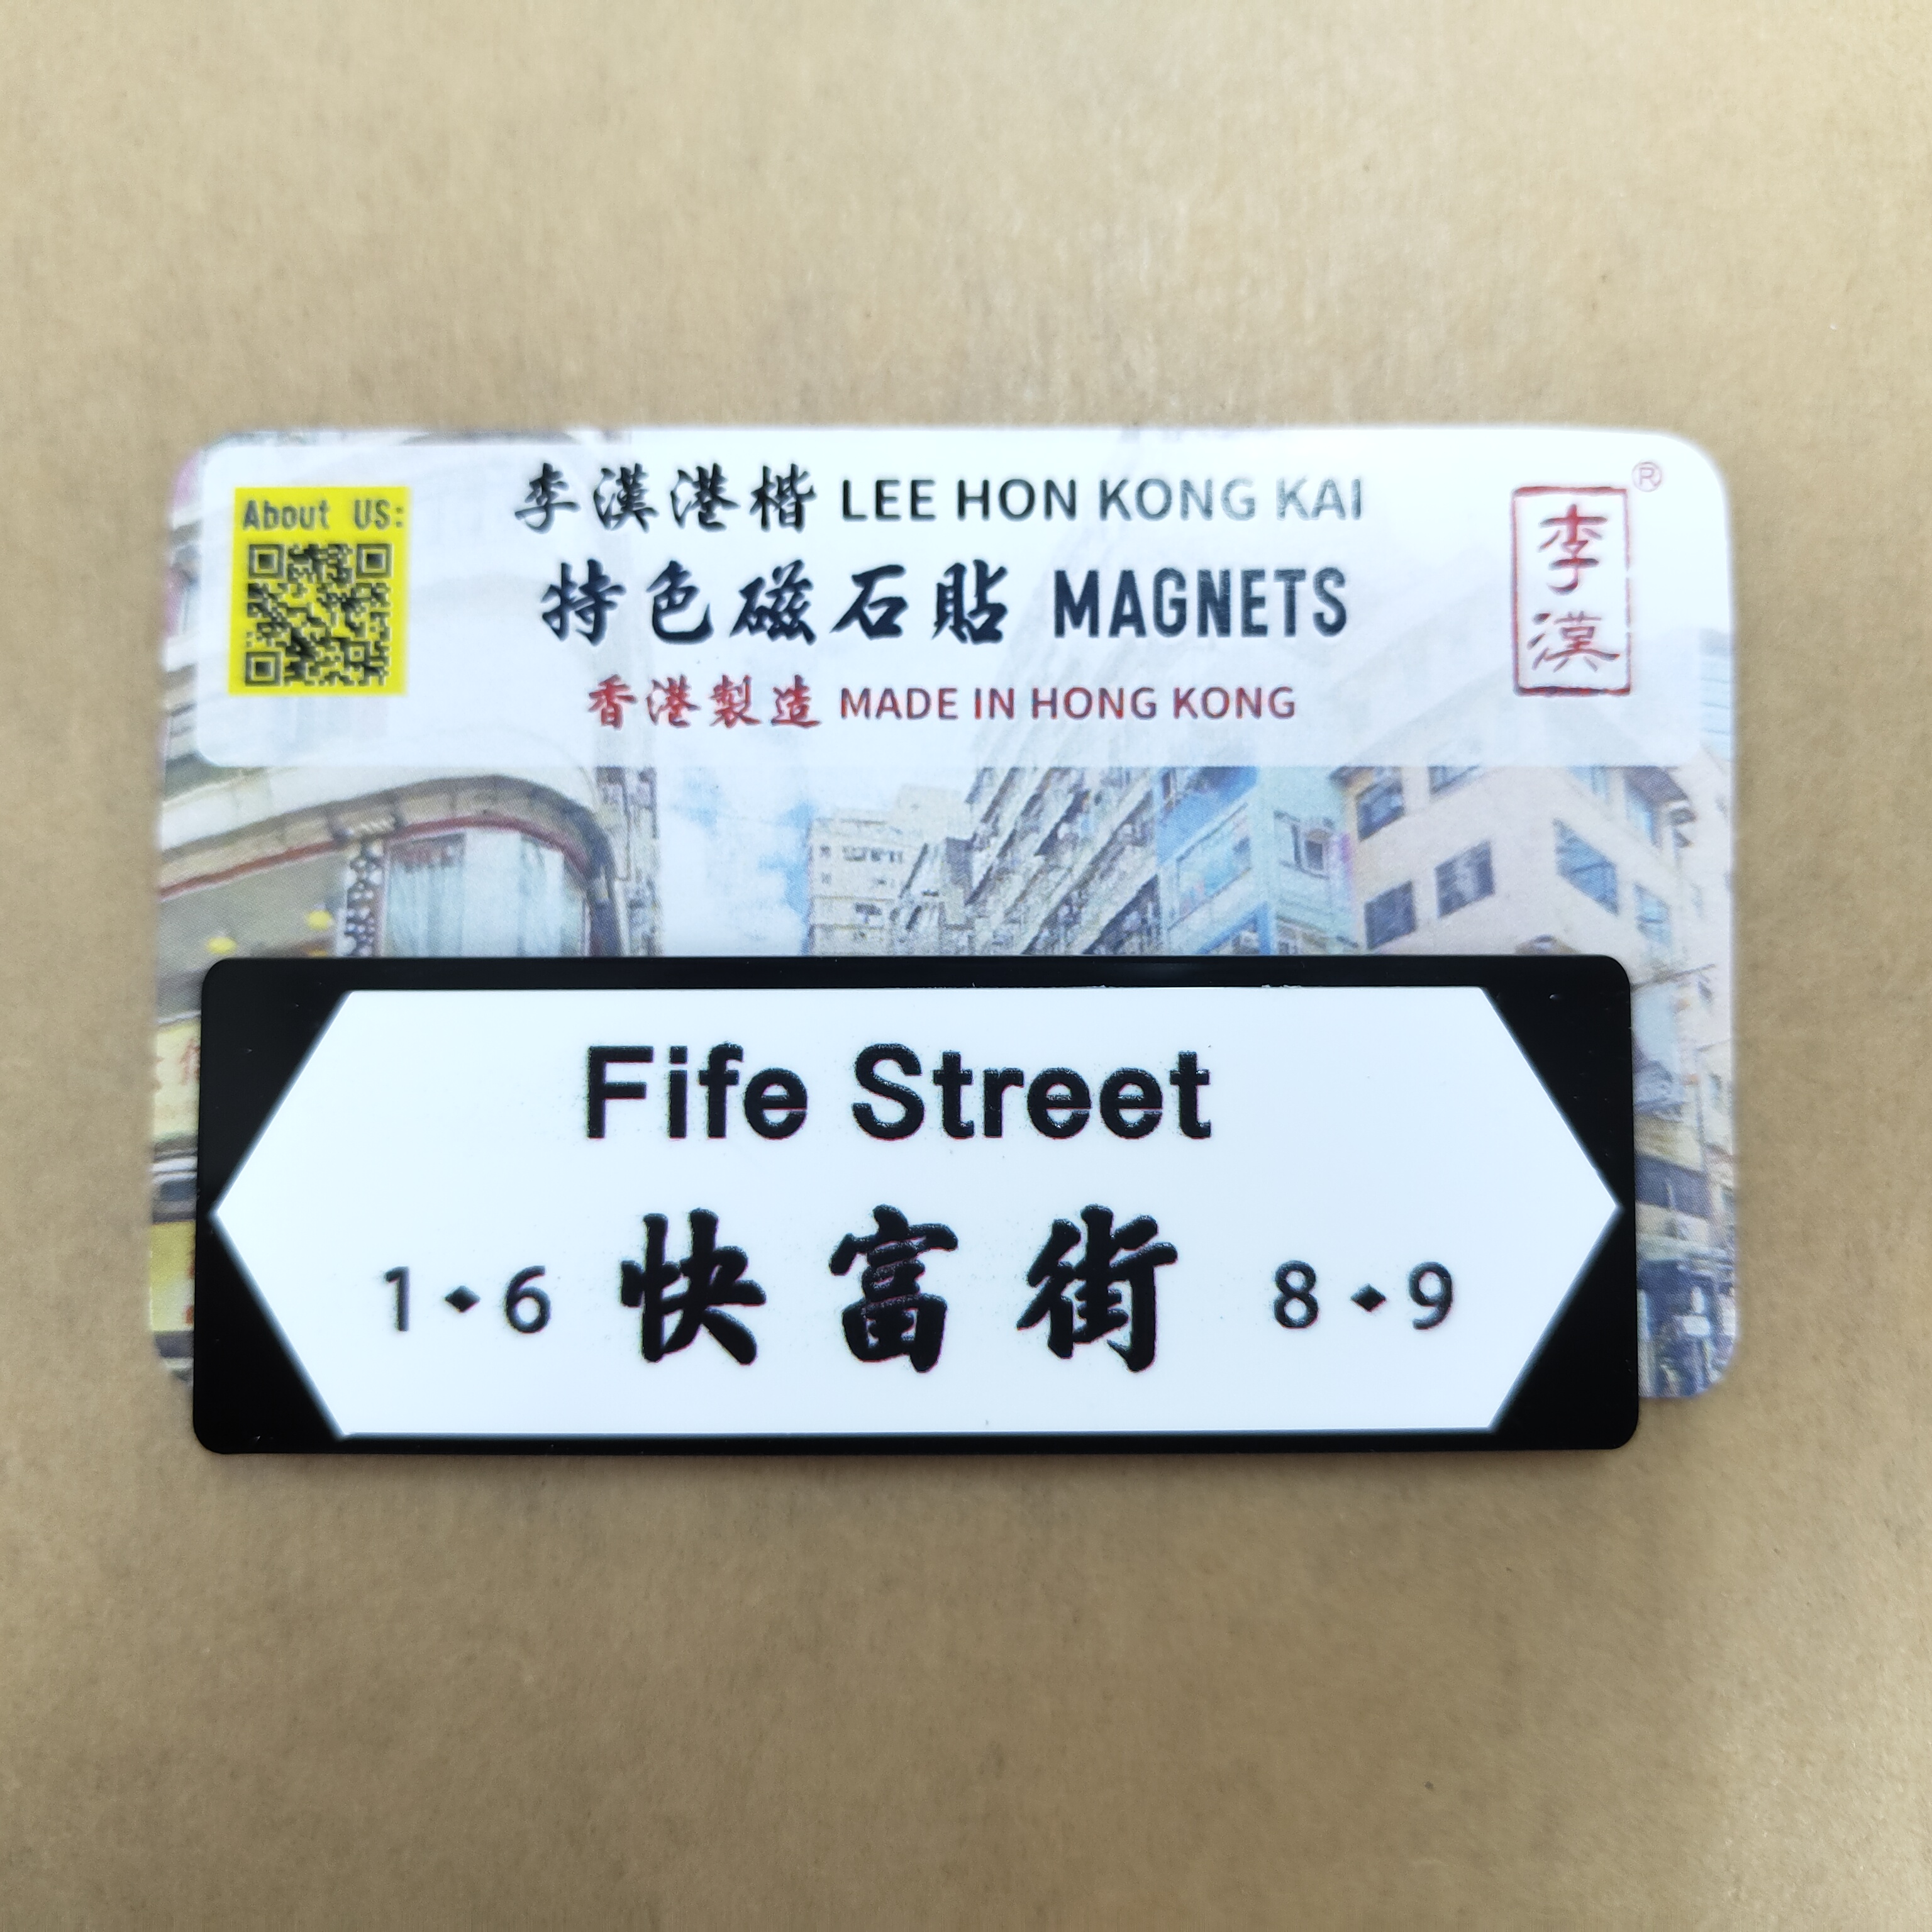 About US:
李漢港楷 LEE HON KONG KAI
特色磁石貼 MAGNETS
香港製造 MADE IN HONG KONG
李漢
®
Fife Street
1◆6 快富街 8◆9